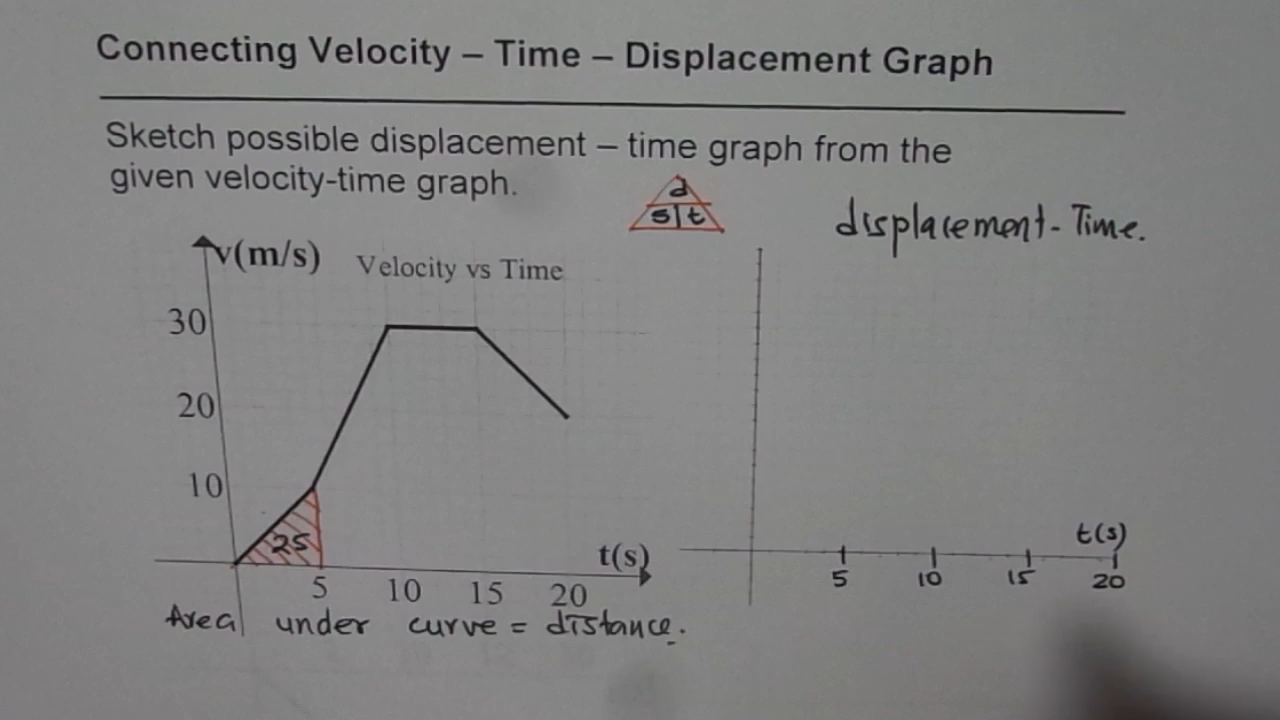 Connecting Velocity – Time – Displacement Graph
Sketch possible displacement – time graph from the
given velocity-time graph.
d
s t
displacement - Time.
v(m/s)
Velocity vs Time
30
20
10
25
t(s)
5 10 15 20
Area under curve = distance.
t(s)
5 10 15 20